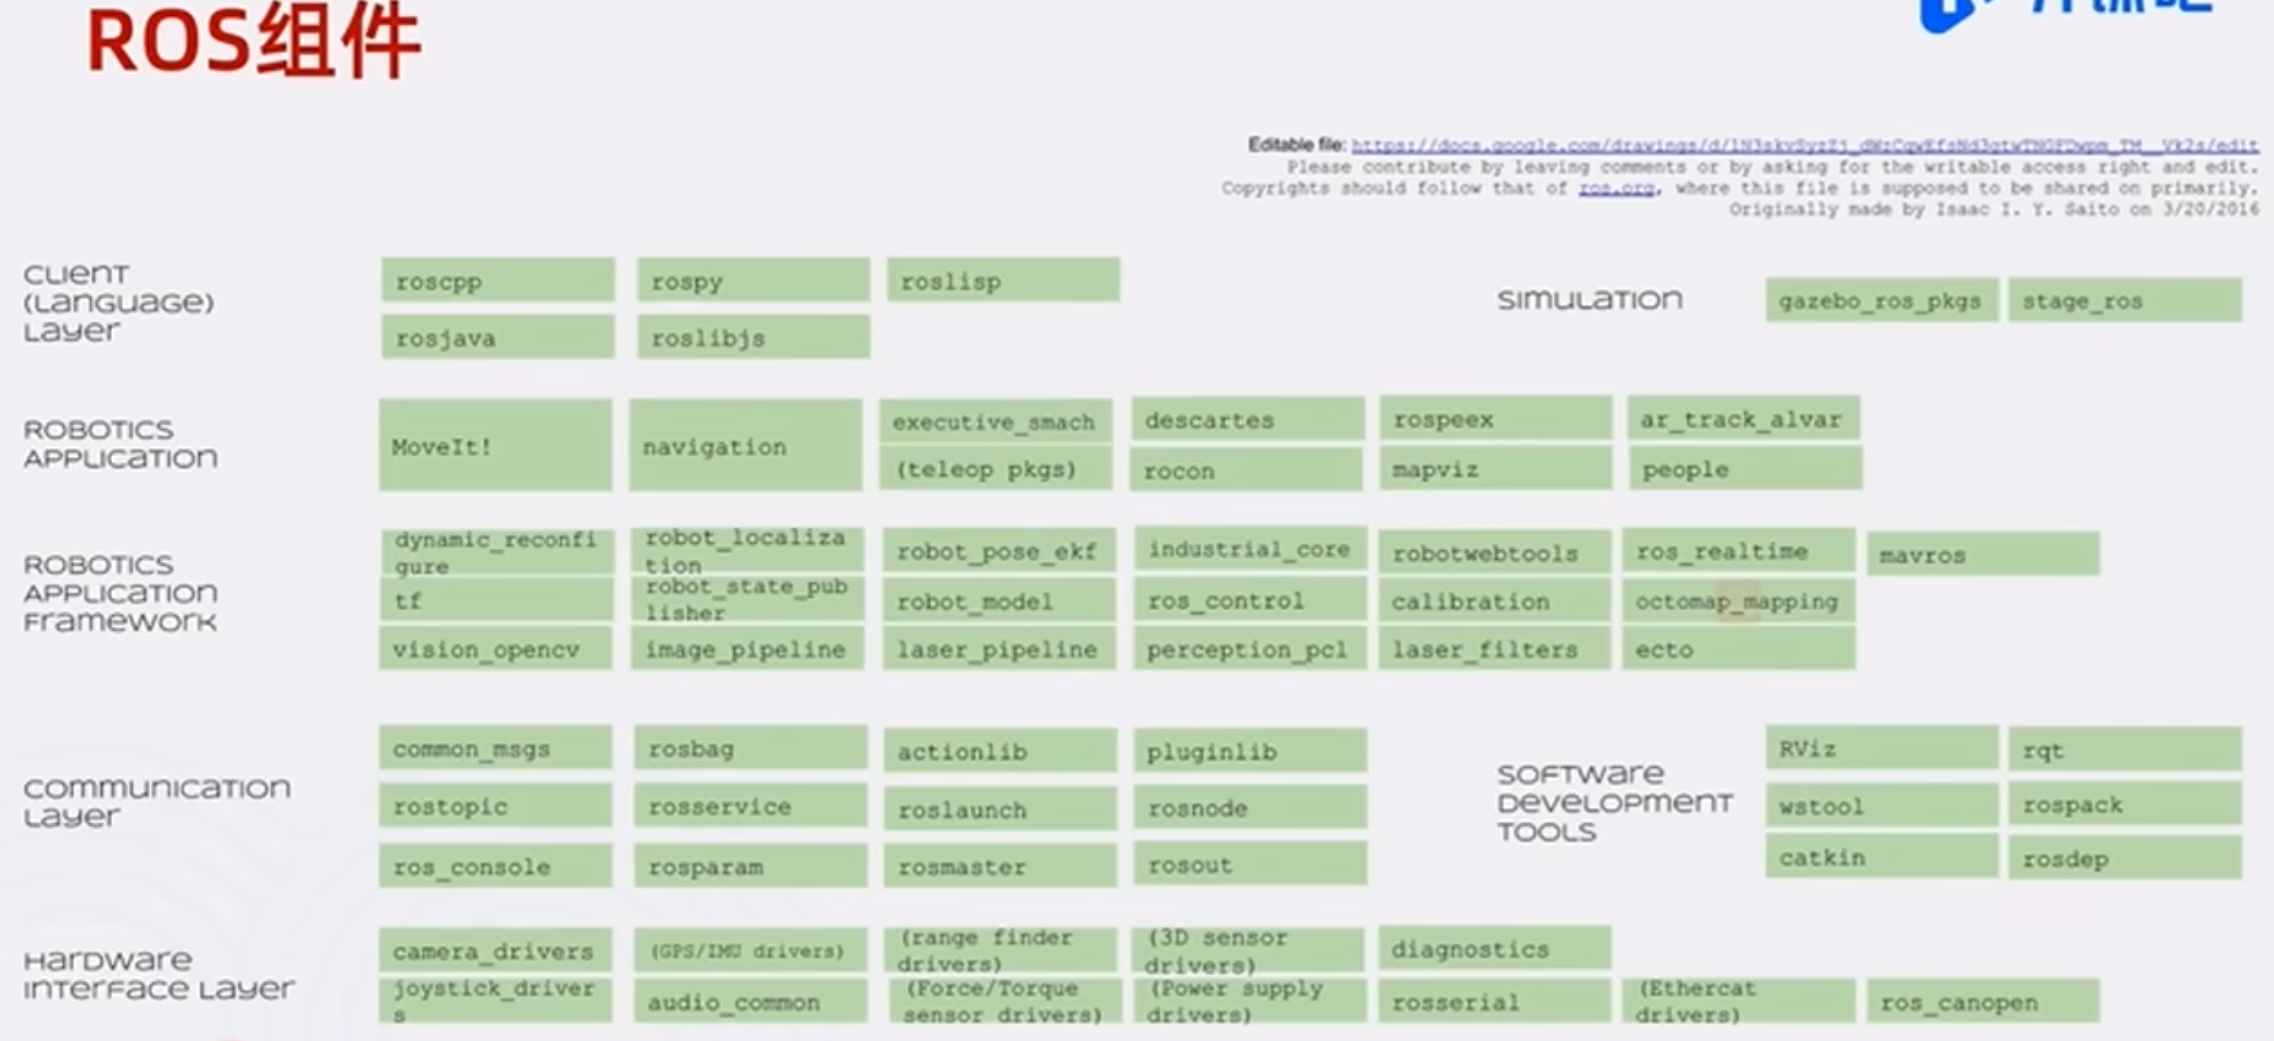 ROS组件
Editable file:
Please contribute by leaving comments or by asking for the writable access right and edit.
Copyrights should follow that of ros.org, where this file is supposed to be shared on primarily.
Originally made by Isaac I. Y. Saito on 3/20/2016
Client
(Language)
Layer
roscpp
rospy
roslisp
rosjava
roslibjs
Simulation
gazebo_ros_pkgs
stage_ros
Robotics
Application
MoveIt!
navigation
executive_smach
descartes
rospeex
ar_track_alvar
(teleop pkgs)
rocon
mapviz
people
Robotics
Application
Framework
dynamic_reconfi
gure
robot_localiza
tion
robot_pose_ekf
industrial_core
robotwebtools
ros_realtime
mavros
tf
robot_state_pub
lisher
robot_model
ros_control
calibration
octomap_mapping
vision_opencv
image_pipeline
laser_pipeline
perception_pcl
laser_filters
ecto
Communication
Layer
common_msgs
rosbag
actionlib
pluginlib
rostopic
rosservice
roslaunch
rosnode
ros_console
rosparam
rosmaster
rosout
Software
Development
Tools
RViz
rqt
wstool
rospack
catkin
rosdep
Hardware
Interface Layer
camera_drivers
(GPS/IMU drivers)
(range finder
drivers)
(3D sensor
drivers)
diagnostics
joystick_driver
s
audio_common
(Force/Torque
sensor drivers)
(Power supply
drivers)
rosserial
(Ethercat
drivers)
ros_canopen